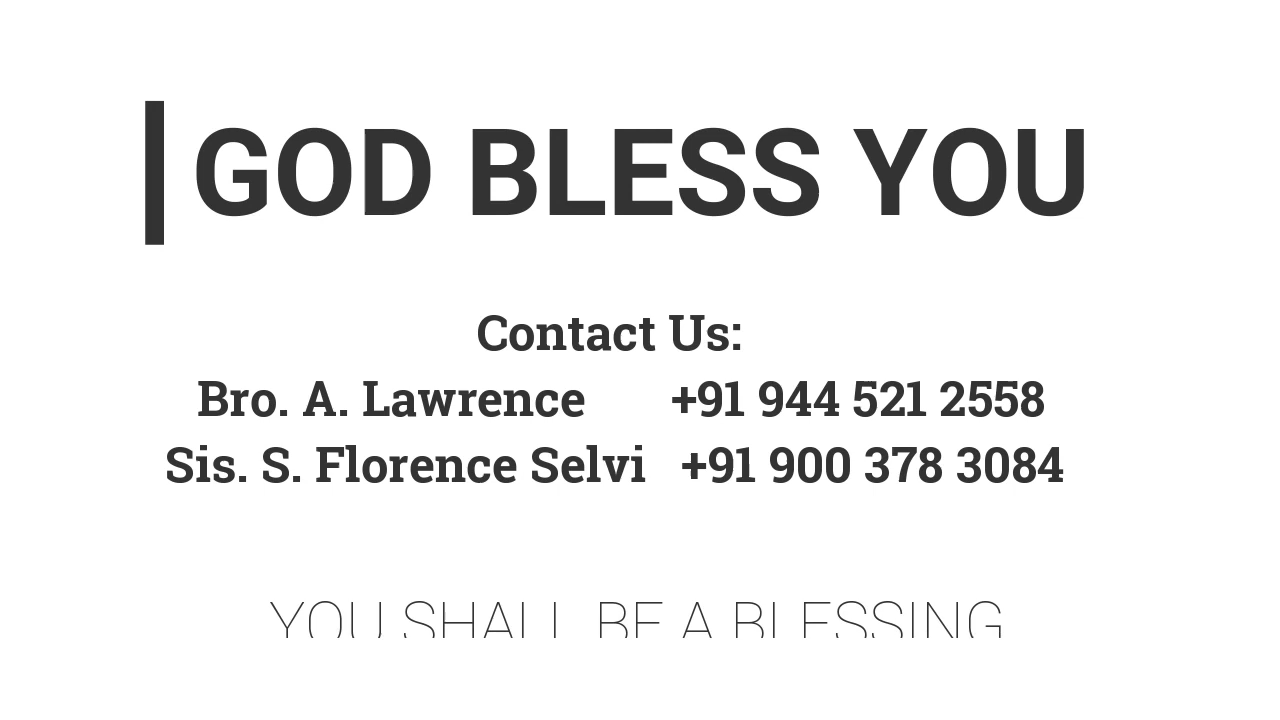 GOD BLESS YOU
Contact Us:
Bro. A. Lawrence +91 944 521 2558
Sis. S. Florence Selvi +91 900 378 3084
YOU SHALL BE A BLESSING